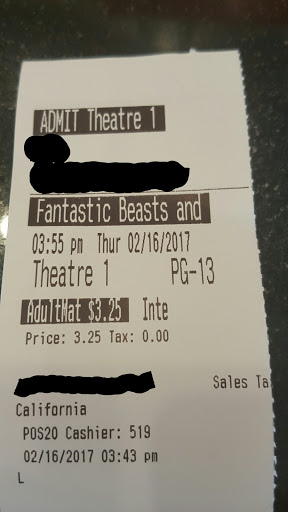 ADMIT Theatre 1
Fantastic Beasts and
03:55 pm Thur 02/16/2017
Theatre 1 PG-13
AdultMat $3.25 Inte
Price: 3.25 Tax: 0.00
Sales Ta
California
POS20 Cashier: 519
02/16/2017 03:43 pm
L